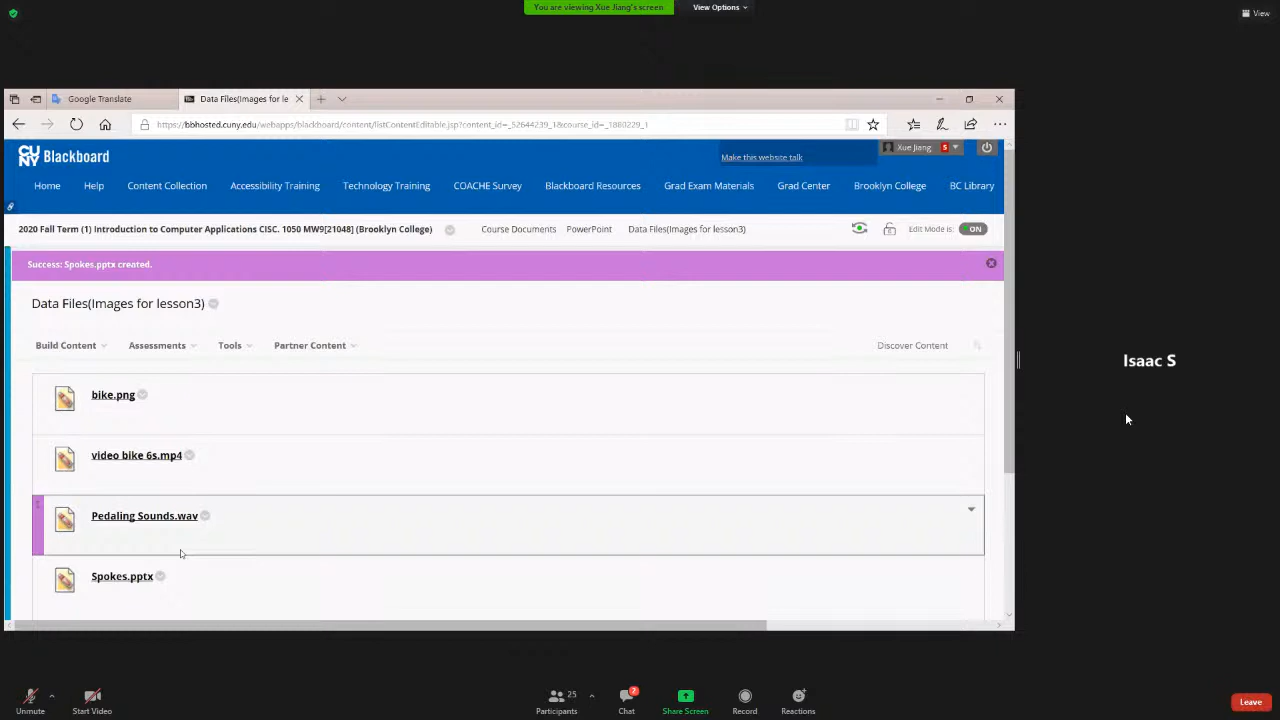 You are viewing Xue Jiang's screen
View Options
View
Google Translate
Data Files(Images for le
https://bbhosted.cuny.edu/webapps/blackboard/content/listContentEditable.jsp?content_id=_52644239_1&course_id=_1880229_1
CUNY Blackboard
Make this website talk
Xue Jiang
5
Home
Help
Content Collection
Accessibility Training
Technology Training
COACHE Survey
Blackboard Resources
Grad Exam Materials
Grad Center
Brooklyn College
BC Library
2020 Fall Term (1) Introduction to Computer Applications CISC. 1050 MW9[21048] (Brooklyn College)
Course Documents
PowerPoint
Data Files(Images for lesson3)
Edit Mode is:
ON
Success: Spokes.pptx created.
Data Files(Images for lesson3)
Build Content
Assessments
Tools
Partner Content
Discover Content
bike.png
video bike 6s.mp4
Pedaling Sounds.wav
Spokes.pptx
Isaac S
Unmute
Start Video
25
Participants
2
Chat
Share Screen
Record
Reactions
Leave